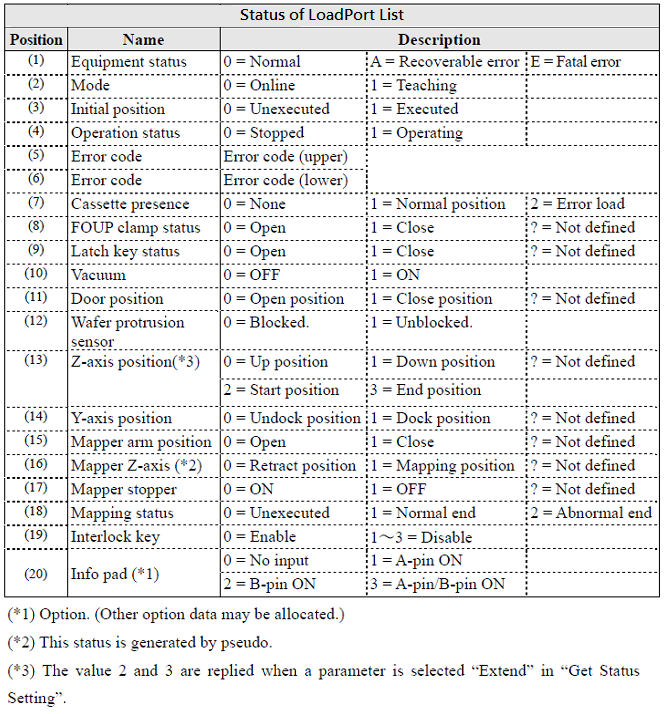 Status of LoadPort List
Position Name Description
(1) Equipment status 0 = Normal A = Recoverable error E = Fatal error
(2) Mode 0 = Online 1 = Teaching
(3) Initial position 0 = Unexecuted 1 = Executed
(4) Operation status 0 = Stopped 1 = Operating
(5) Error code Error code (upper)
(6) Error code Error code (lower)
(7) Cassette presence 0 = None 1 = Normal position 2 = Error load
(8) FOUP clamp status 0 = Open 1 = Close ? = Not defined
(9) Latch key status 0 = Open 1 = Close ? = Not defined
(10) Vacuum 0 = OFF 1 = ON
(11) Door position 0 = Open position 1 = Close position ? = Not defined
(12) Wafer protrusion 0 = Blocked. 1 = Unblocked.
sensor
(13) Z-axis position(*3) 0 = Up position 1 = Down position ? = Not defined
2 = Start position 3 = End position
(14) Y-axis position 0 = Undock position 1 = Dock position ? = Not defined
(15) Mapper arm position 0 = Open 1 = Close ? = Not defined
(16) Mapper Z-axis (*2) 0 = Retract position 1 = Mapping position ? = Not defined
(17) Mapper stopper 0 = ON 1 = OFF ? = Not defined
(18) Mapping status 0 = Unexecuted 1 = Normal end 2 = Abnormal end
(19) Interlock key 0 = Enable 1～3 = Disable
(20) Info pad (*1) 0 = No input 1 = A-pin ON
2 = B-pin ON 3 = A-pin/B-pin ON
(*1) Option. (Other option data may be allocated.)
(*2) This status is generated by pseudo.
(*3) The value 2 and 3 are replied when a parameter is selected “Extend” in “Get Status
Setting”.